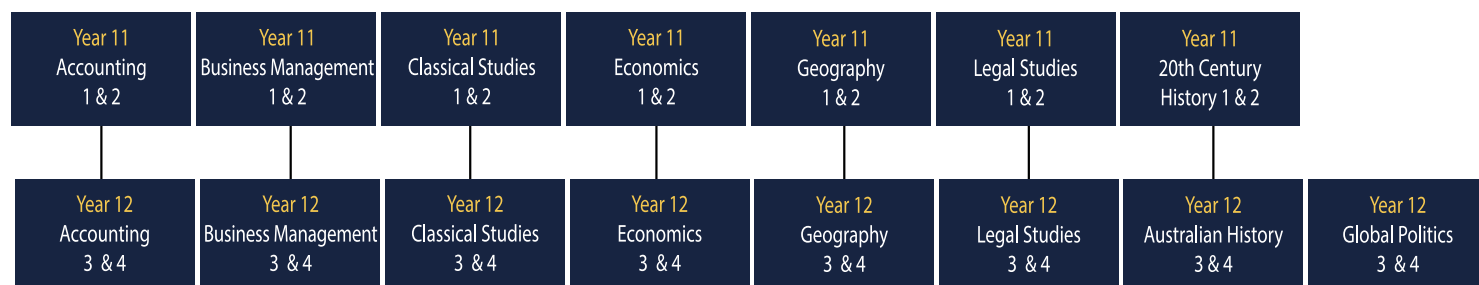 Year 11
Accounting
1 & 2
Year 11
Business Management
1 & 2
Year 11
Classical Studies
1 & 2
Year 11
Economics
1 & 2
Year 11
Geography
1 & 2
Year 11
Legal Studies
1 & 2
Year 11
20th Century
History 1 & 2
Year 12
Accounting
3 & 4
Year 12
Business Management
3 & 4
Year 12
Classical Studies
3 & 4
Year 12
Economics
3 & 4
Year 12
Geography
3 & 4
Year 12
Legal Studies
3 & 4
Year 12
Australian History
3 & 4
Year 12
Global Politics
3 & 4